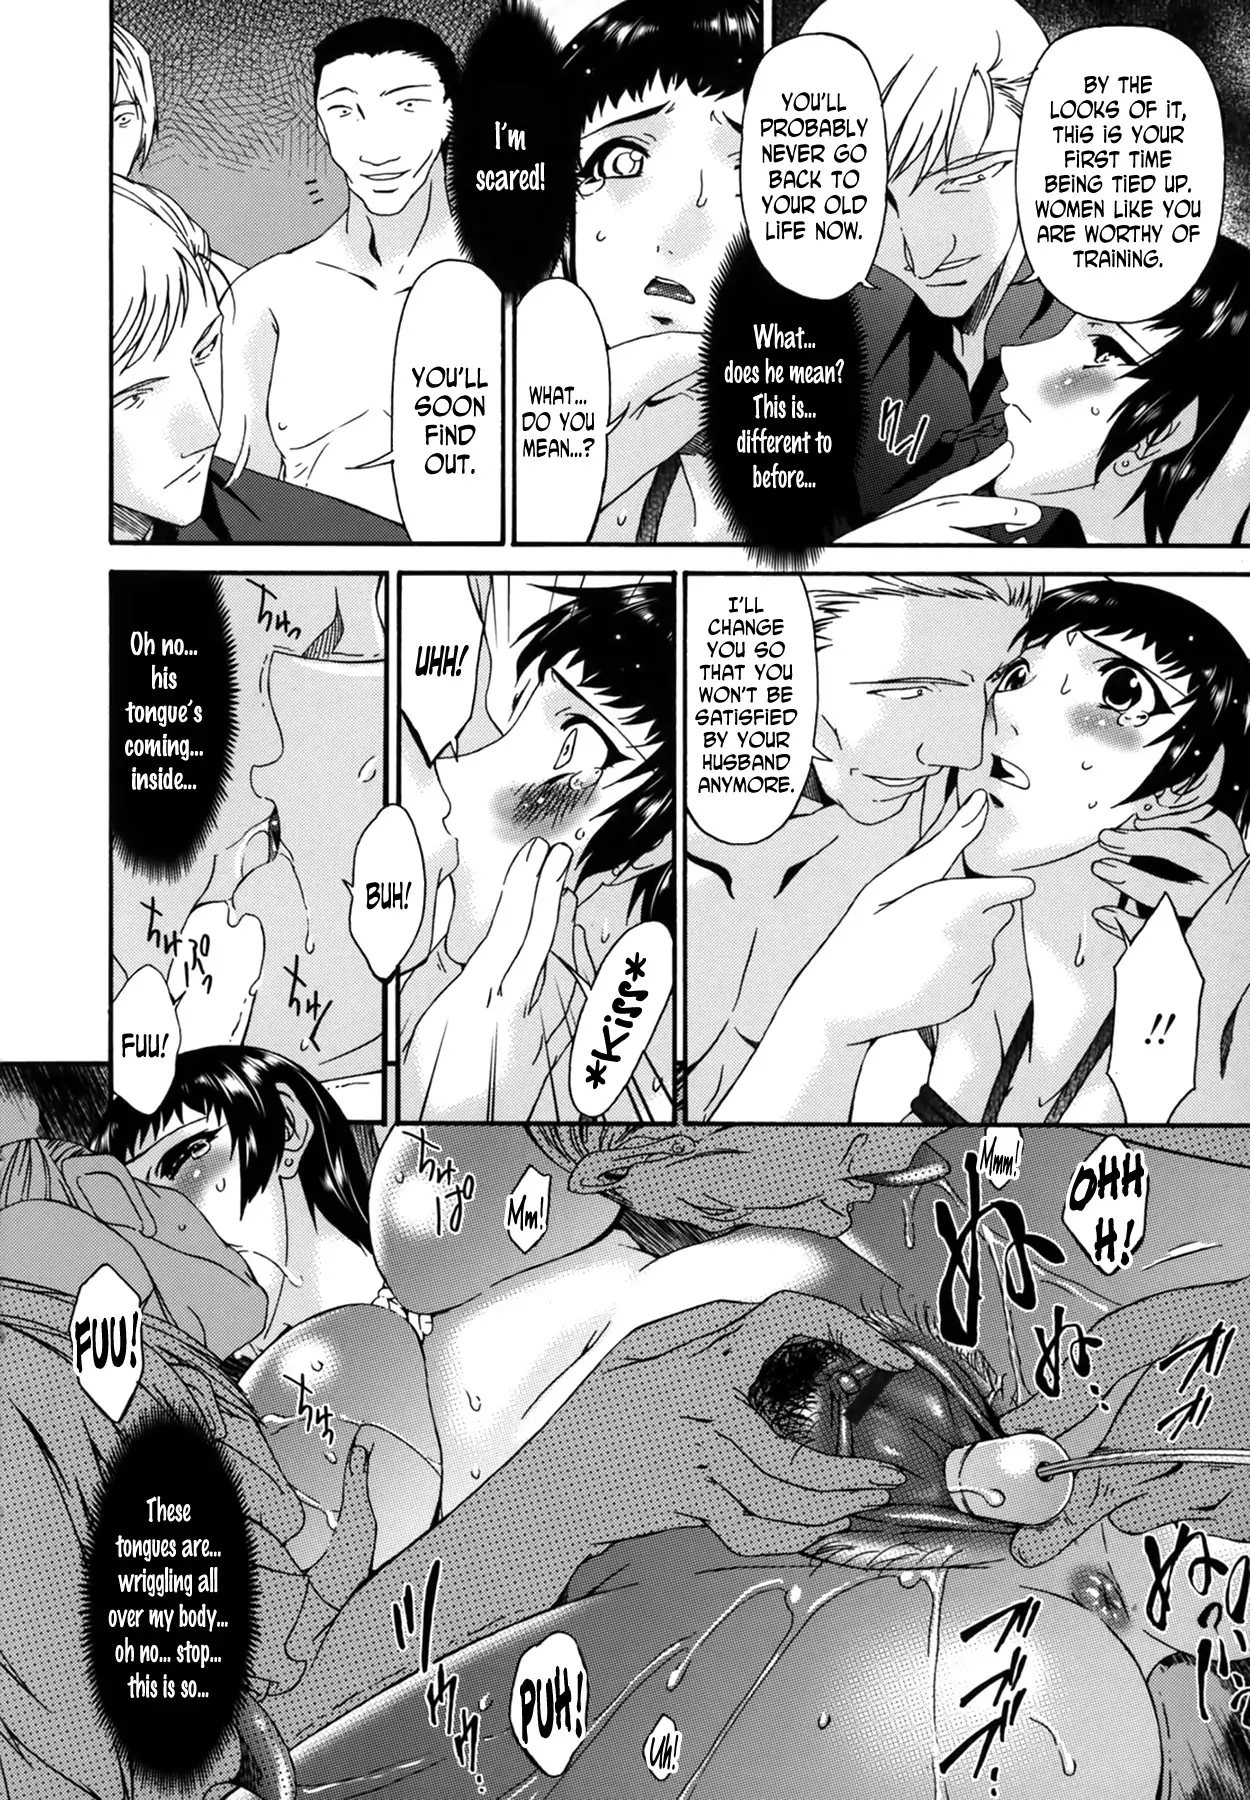 BY THE
LOOKS OF IT,
THIS IS YOUR
FIRST TIME
BEING TIED UP.
WOMEN LIKE YOU
ARE WORTHY OF
TRAINING.
YOU'LL
PROBABLY
NEVER GO
BACK TO
YOUR OLD
LIFE NOW.
What...
does he mean?
This is...
different to
before...
I'm
scared!
WHAT...
DO YOU
MEAN...?
YOU'LL
SOON
FIND
OUT.
I'LL
CHANGE
YOU SO
THAT YOU
WON'T BE
SATISFIED
BY YOUR
HUSBAND
ANYMORE.
!!
UHH!
BUH!
*Kiss*
Oh no...
his
tongue's
coming...
inside...
FUU!
Mm!
Mmm!
OHH
H!
FUU!
These
tongues are...
wriggling all
over my body...
oh no... stop...
this is so...
PUH!
Uh!